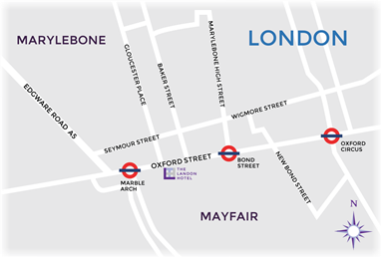 MARYLEBONE
LONDON
GLOUCESTER PLACE
BAKER STREET
MARYLEBONE HIGH STREET
EDGWARE ROAD A5
WIGMORE STREET
SEYMOUR STREET
OXFORD STREET
OXFORD
CIRCUS
BOND
STREET
NEW BOND STREET
MARBLE
ARCH
THE
LANDON
HOTEL
MAYFAIR
N